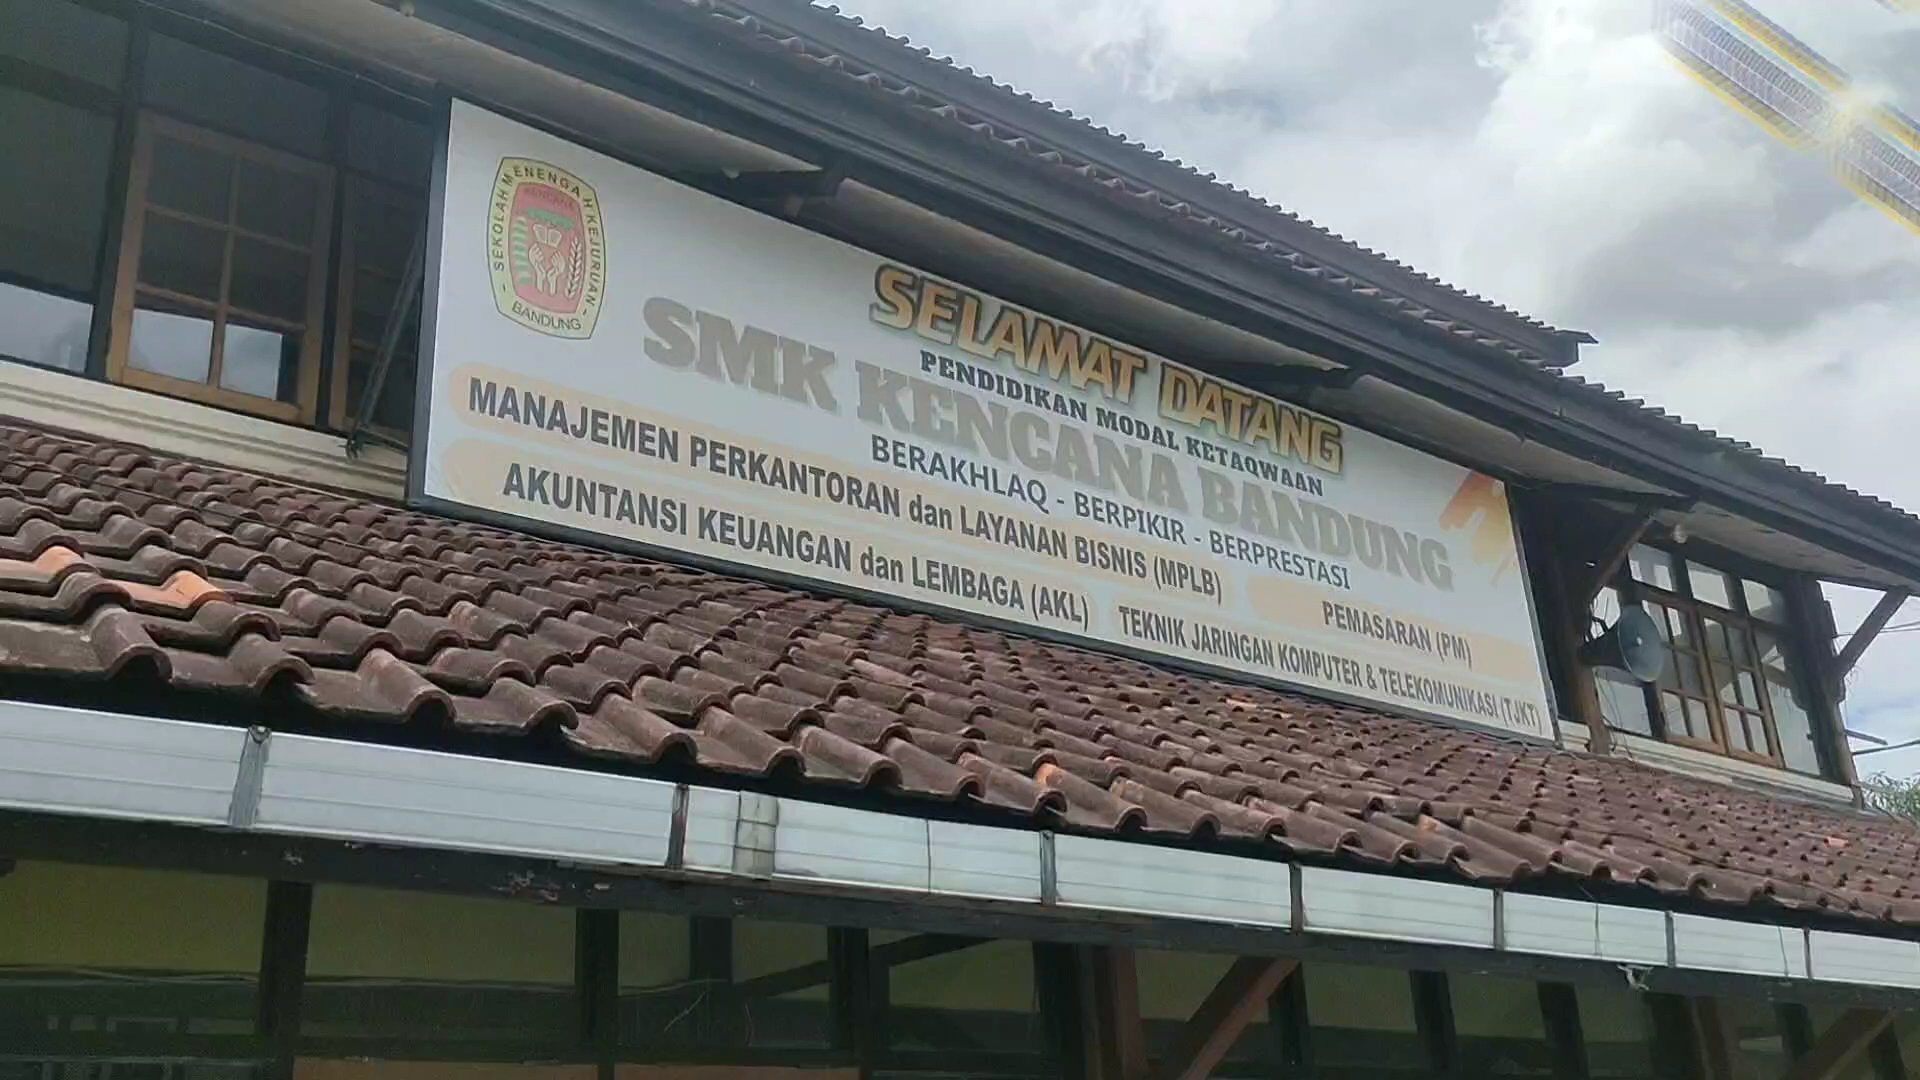 SEKOLAH MENENGAH KEJURUAN
KENCANA
BANDUNG
SELAMAT DATANG
PENDIDIKAN MODAL KETAQWAAN
SMK KENCANA BANDUNG
BERAKHLAQ - BERPIKIR - BERPRESTASI
MANAJEMEN PERKANTORAN dan LAYANAN BISNIS (MPLB)
PEMASARAN (PM)
AKUNTANSI KEUANGAN dan LEMBAGA (AKL)
TEKNIK JARINGAN KOMPUTER & TELEKOMUNIKASI (TJKT)